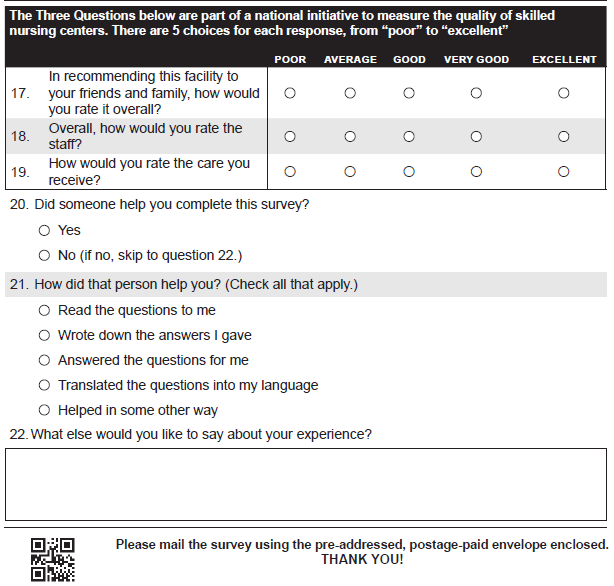 The Three Questions below are part of a national initiative to measure the quality of skilled
nursing centers. There are 5 choices for each response, from “poor” to “excellent”
POOR AVERAGE GOOD VERY GOOD EXCELLENT
17. In recommending this facility to
your friends and family, how would
you rate it overall?
18. Overall, how would you rate the
staff?
19. How would you rate the care you
receive?
20. Did someone help you complete this survey?
Yes
No (if no, skip to question 22.)
21. How did that person help you? (Check all that apply.)
Read the questions to me
Wrote down the answers I gave
Answered the questions for me
Translated the questions into my language
Helped in some other way
22. What else would you like to say about your experience?
Please mail the survey using the pre-addressed, postage-paid envelope enclosed.
THANK YOU!